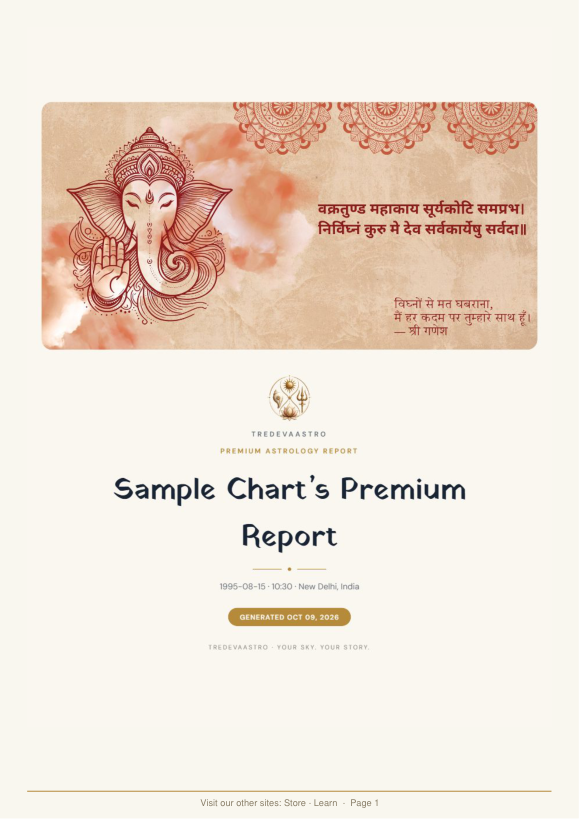 वक्रतुण्ड महाकाय सूर्यकोटि समप्रभ।
निर्विघ्नं कुरु मे देव सर्वकार्येषु सर्वदा॥
विघ्नों से मत घबराना,
मैं हर कदम पर तुम्हारे साथ हूँ।
— श्री गणेश
TREDEVAASTRO
PREMIUM ASTROLOGY REPORT
Sample Chart's Premium
Report
1995-08-15 · 10:30 · New Delhi, India
GENERATED OCT 09, 2026
TREDEVAASTRO · YOUR SKY. YOUR STORY.
Visit our other sites: Store · Learn · Page 1